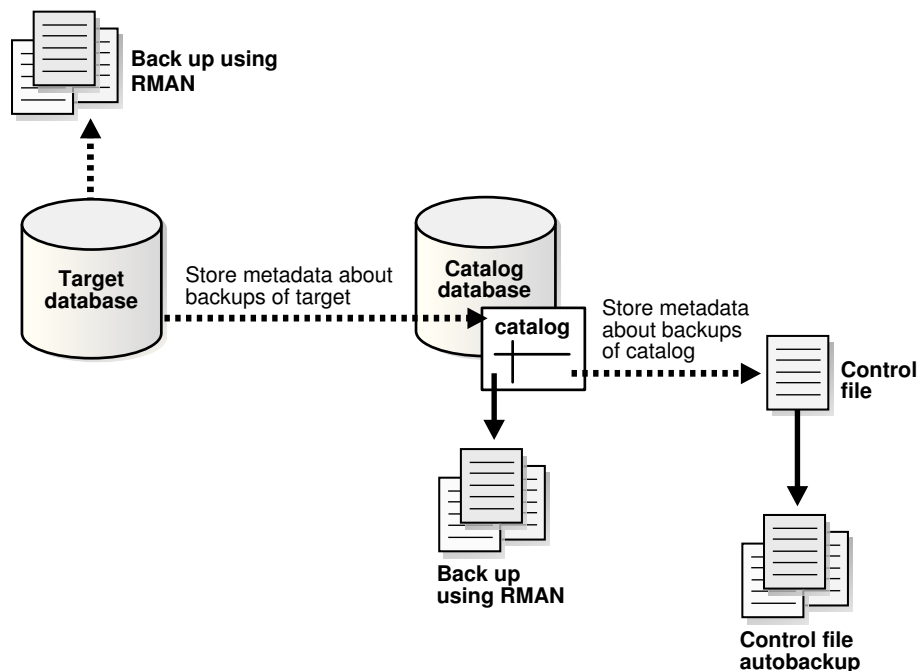 Back up using
RMAN
Target
database
Store metadata about
backups of target
Catalog
database
catalog
Store metadata
about backups
of catalog
Control
file
Back up
using RMAN
Control file
autobackup